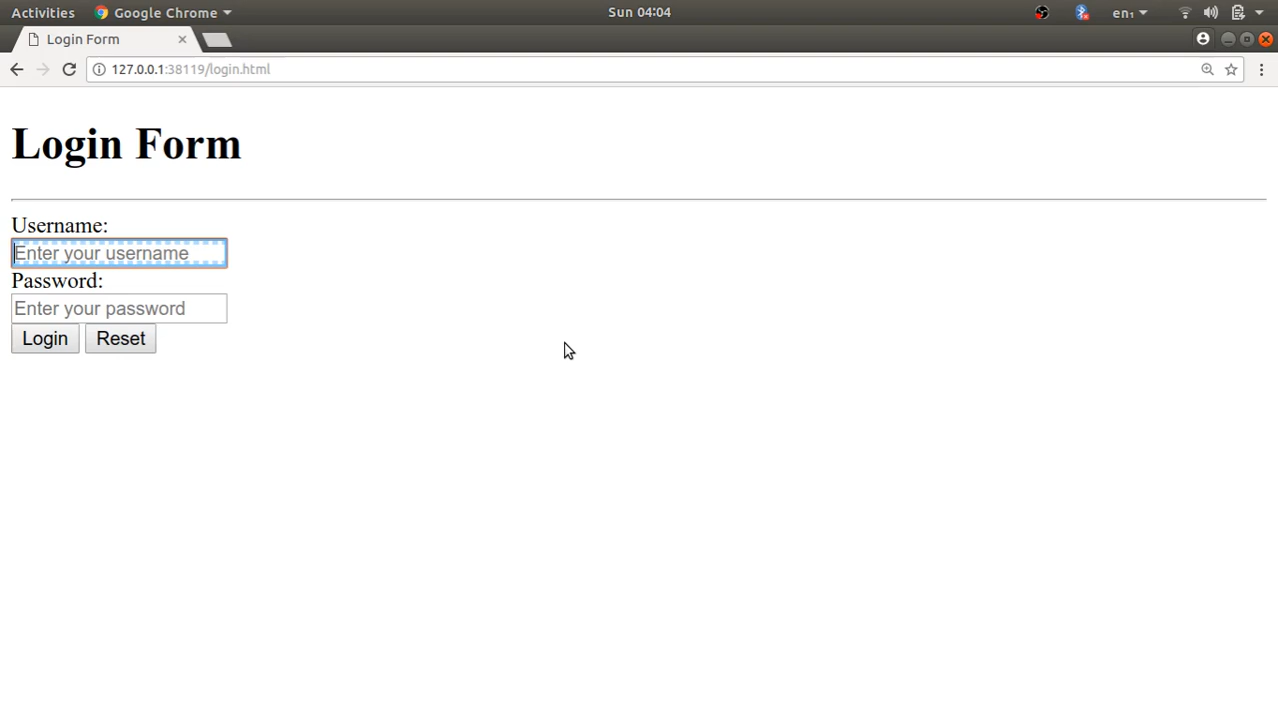 Activities Google Chrome Sun 04:04 en₁
Login Form
127.0.0.1:38119/login.html
Login Form
Username:
Enter your username
Password:
Enter your password
Login Reset